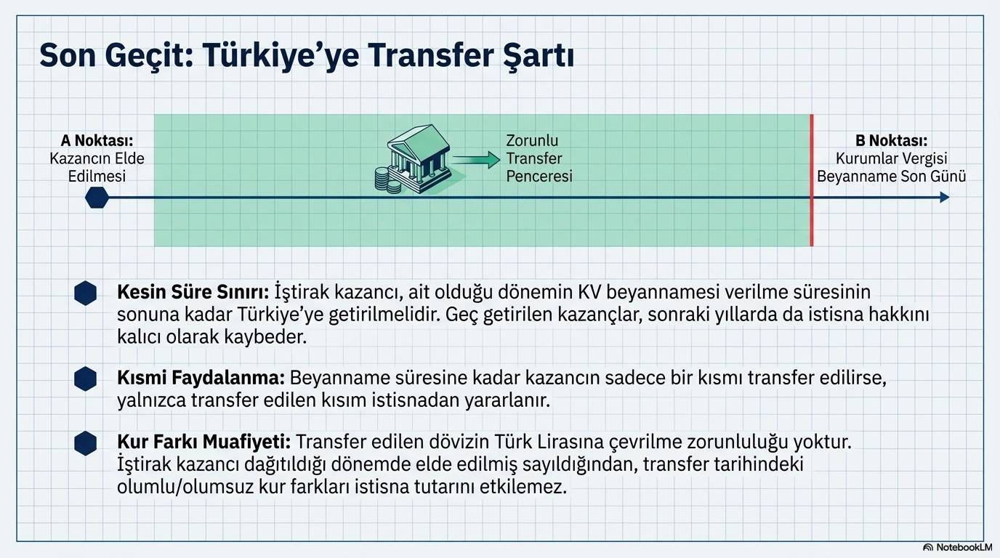 Son Geçit: Türkiye’ye Transfer Şartı
A Noktası:
Kazancın Elde
Edilmesi
Zorunlu
Transfer
Penceresi
B Noktası:
Kurumlar Vergisi
Beyanname Son Günü
Kesin Süre Sınırı: İştirak kazancı, ait olduğu dönemin KV beyannamesi verilme süresinin
sonuna kadar Türkiye’ye getirilmelidir. Geç getirilen kazançlar, sonraki yıllarda da istisna hakkını
kalıcı olarak kaybeder.
Kısmi Faydalanma: Beyanname süresine kadar kazancın sadece bir kısmı transfer edilirse,
yalnızca transfer edilen kısım istisnadan yararlanır.
Kur Farkı Muafiyeti: Transfer edilen dövizin Türk Lirasına çevrilme zorunluluğu yoktur.
İştirak kazancı dağıtıldığı dönemde elde edilmiş sayıldığından, transfer tarihindeki
olumlu/olumsuz kur farkları istisna tutarını etkilemez.
NotebookLM